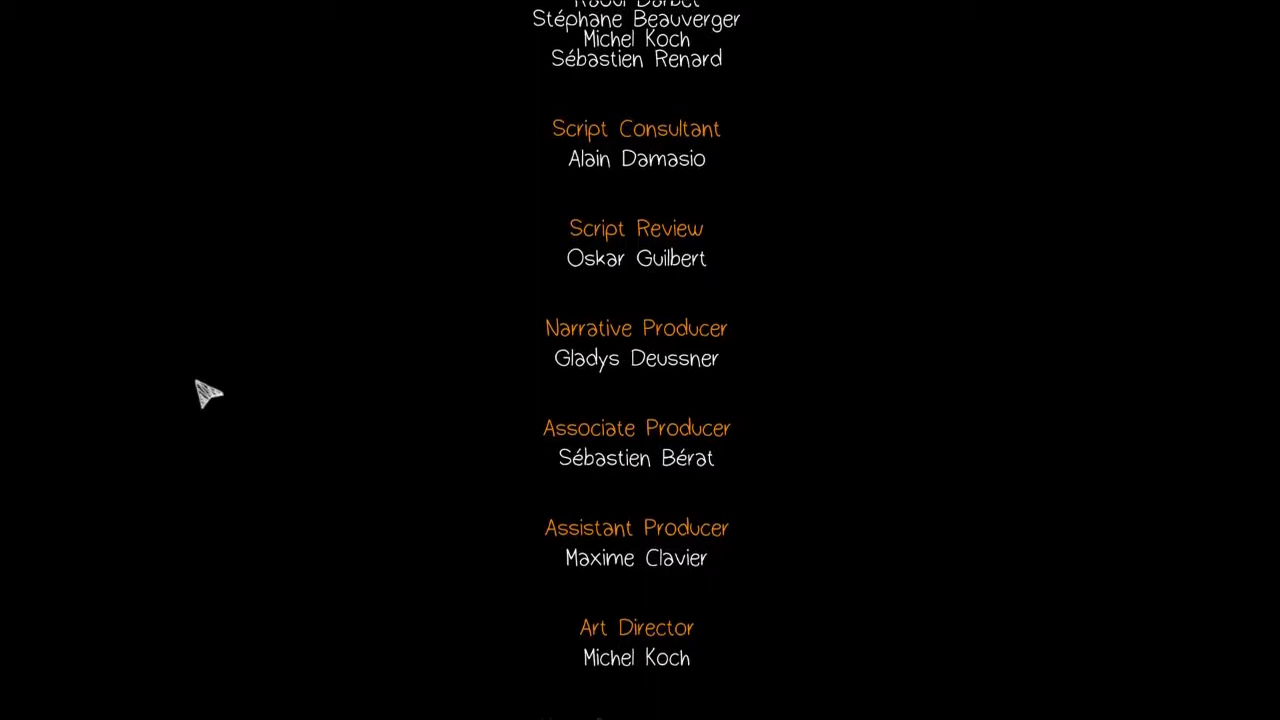 Stéphane Beauverger
Michel Koch
Sébastien Renard
Script Consultant
Alain Damasio
Script Review
Oskar Guilbert
Narrative Producer
Gladys Deussner
Associate Producer
Sébastien Bérat
Assistant Producer
Maxime Clavier
Art Director
Michel Koch